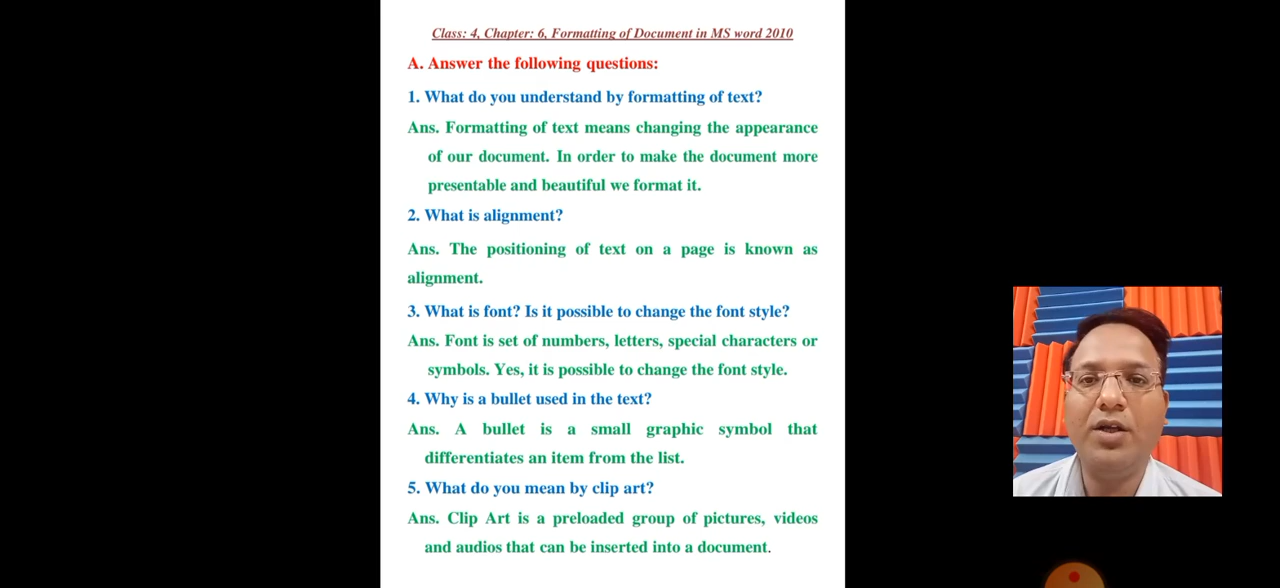 Class: 4, Chapter: 6, Formatting of Document in MS word 2010
A. Answer the following questions:
1. What do you understand by formatting of text?
Ans. Formatting of text means changing the appearance
of our document. In order to make the document more
presentable and beautiful we format it.
2. What is alignment?
Ans. The positioning of text on a page is known as
alignment.
3. What is font? Is it possible to change the font style?
Ans. Font is set of numbers, letters, special characters or
symbols. Yes, it is possible to change the font style.
4. Why is a bullet used in the text?
Ans. A bullet is a small graphic symbol that
differentiates an item from the list.
5. What do you mean by clip art?
Ans. Clip Art is a preloaded group of pictures, videos
and audios that can be inserted into a document.